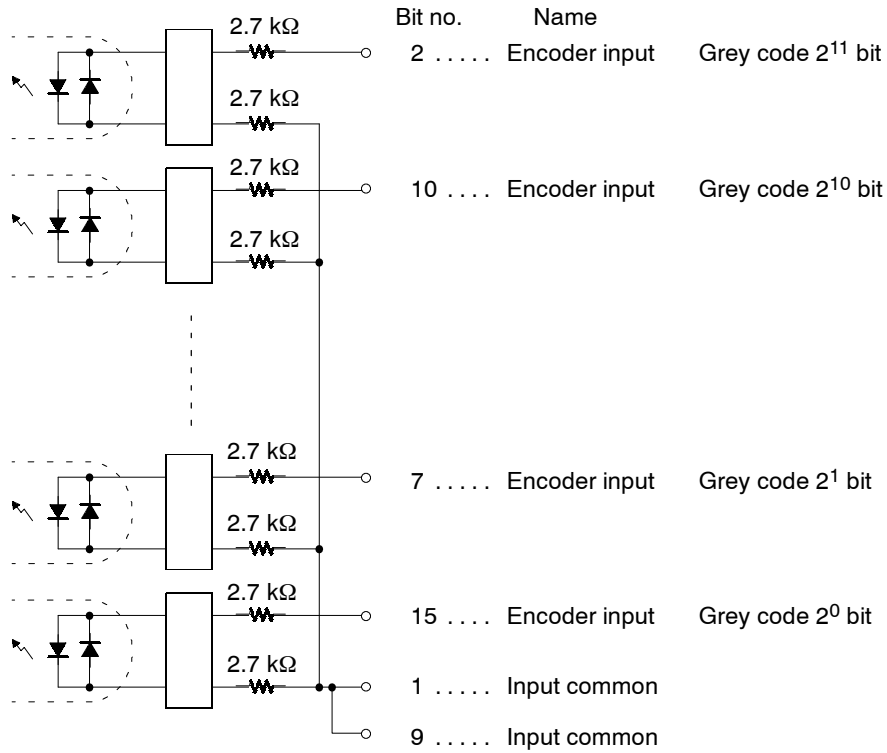 Bit no. Name
2.7 kΩ
2 ..... Encoder input Grey code 2¹¹ bit
2.7 kΩ
2.7 kΩ
10 .... Encoder input Grey code 2¹⁰ bit
2.7 kΩ
2.7 kΩ
7 ..... Encoder input Grey code 2¹ bit
2.7 kΩ
2.7 kΩ
15 .... Encoder input Grey code 2⁰ bit
2.7 kΩ
1 ..... Input common
9 ..... Input common